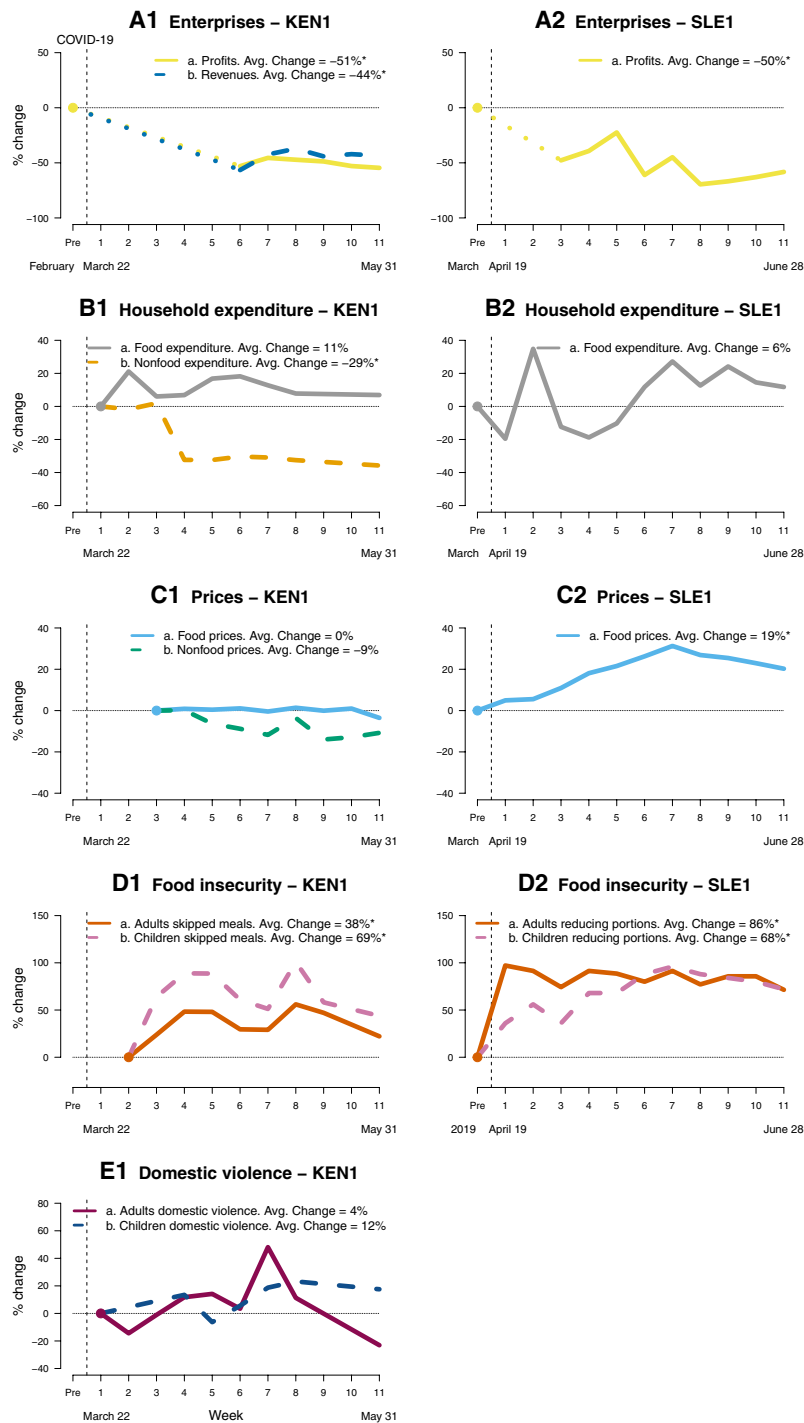 A1 Enterprises – KEN1
COVID-19
a. Profits. Avg. Change = −51%*
b. Revenues. Avg. Change = −44%*
% change
50
0
−50
−100
Pre 1 2 3 4 5 6 7 8 9 10 11
February March 22 May 31
A2 Enterprises – SLE1
a. Profits. Avg. Change = −50%*
50
0
−50
−100
Pre 1 2 3 4 5 6 7 8 9 10 11
March April 19 June 28
B1 Household expenditure – KEN1
a. Food expenditure. Avg. Change = 11%
b. Nonfood expenditure. Avg. Change = −29%*
% change
40
20
0
−20
−40
−60
Pre 1 2 3 4 5 6 7 8 9 10 11
March 22 May 31
B2 Household expenditure – SLE1
a. Food expenditure. Avg. Change = 6%
40
20
0
−20
−40
−60
Pre 1 2 3 4 5 6 7 8 9 10 11
March April 19 June 28
C1 Prices – KEN1
a. Food prices. Avg. Change = 0%
b. Nonfood prices. Avg. Change = −9%
% change
40
20
0
−20
−40
Pre 1 2 3 4 5 6 7 8 9 10 11
March 22 May 31
C2 Prices – SLE1
a. Food prices. Avg. Change = 19%*
40
20
0
−20
−40
Pre 1 2 3 4 5 6 7 8 9 10 11
March April 19 June 28
D1 Food insecurity – KEN1
a. Adults skipped meals. Avg. Change = 38%*
b. Children skipped meals. Avg. Change = 69%*
% change
150
100
50
0
Pre 1 2 3 4 5 6 7 8 9 10 11
March 22 May 31
D2 Food insecurity – SLE1
a. Adults reducing portions. Avg. Change = 86%*
b. Children reducing portions. Avg. Change = 68%*
150
100
50
0
Pre 1 2 3 4 5 6 7 8 9 10 11
2019 April 19 June 28
E1 Domestic violence – KEN1
a. Adults domestic violence. Avg. Change = 4%
b. Children domestic violence. Avg. Change = 12%
% change
80
60
40
20
0
−20
−40
Pre 1 2 3 4 5 6 7 8 9 10 11
March 22 Week May 31